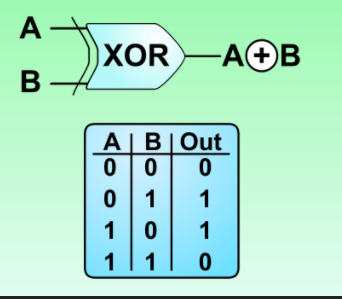 A
XOR A⊕B
B
A B Out
0 0 0
0 1 1
1 0 1
1 1 0